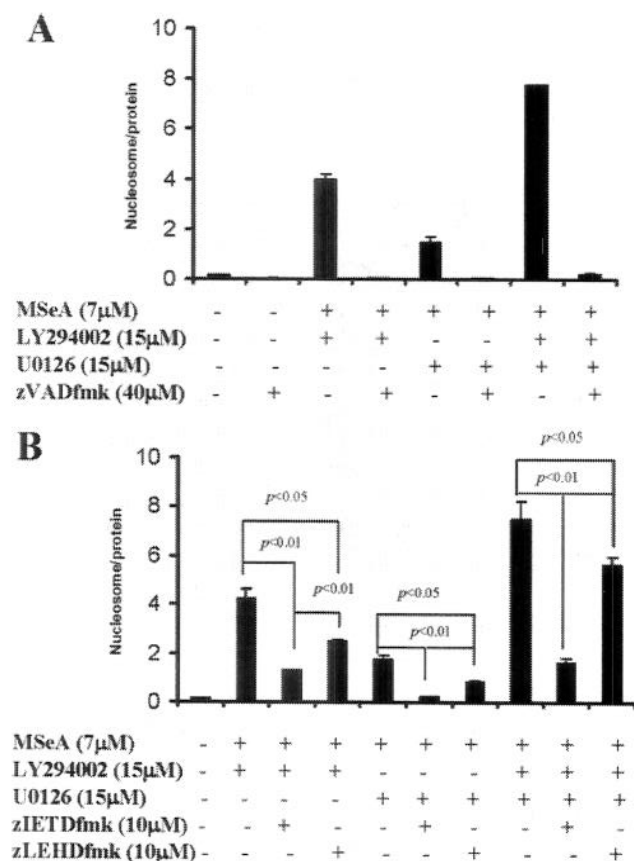 A
10
8
6
4
2
0
Nucleosome/protein
MSeA (7μM) - - + + + + + +
LY294002 (15μM) - - + + - - + +
U0126 (15μM) - - - - + + + +
zVADfmk (40μM) - + - + - + - +
B
10
8
6
4
2
0
Nucleosome/protein
p<0.05
p<0.01
p<0.01
p<0.05
p<0.01
p<0.05
p<0.01
MSeA (7μM) - + + + + + + + + +
LY294002 (15μM) - + + + - - - + + +
U0126 (15μM) - - - - + + + + + +
zIETDfmk (10μM) - - + - - + - - + -
zLEHDfmk (10μM) - - - + - - + - - +